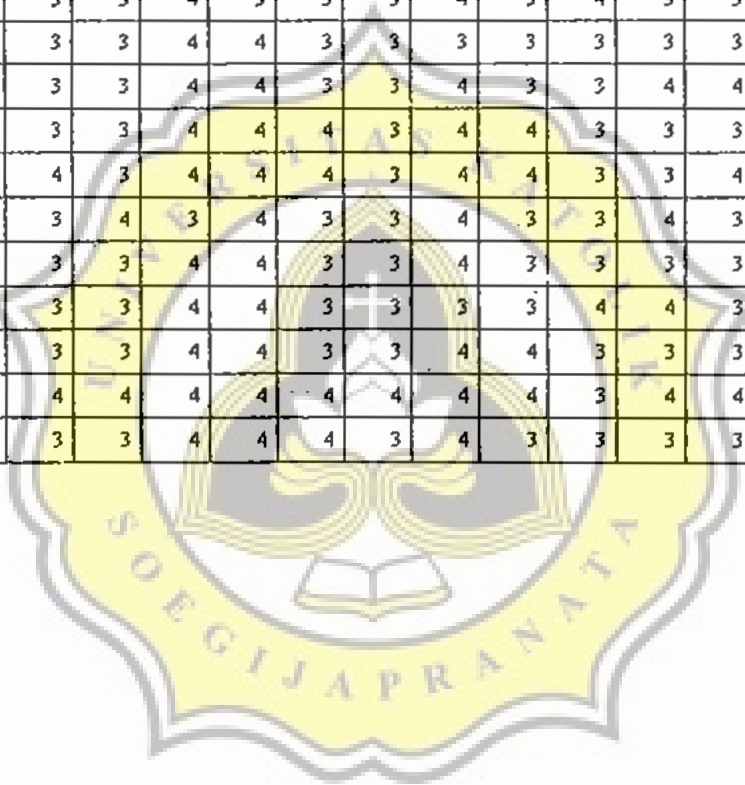 3 3 4 4 3 3 3 3 3 3 3
3 3 4 4 3 3 4 3 3 4 4
3 3 4 4 4 3 4 4 3 3 3
4 3 4 4 4 3 4 4 3 3 4
3 4 3 4 3 3 4 3 3 4 3
3 3 4 4 3 3 4 3 3 3 3
3 3 4 4 3 3 3 3 4 4 3
3 3 4 4 3 3 4 4 3 3 3
4 4 4 4 4 4 4 4 3 4 4
3 3 4 4 4 3 4 3 3 3 3
UNIVERSITAS KATOLIK
SOEGIJAPRANATA